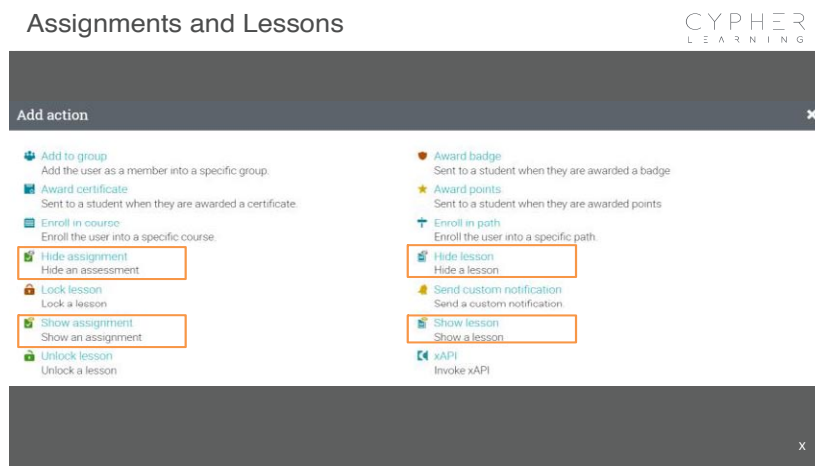 Assignments and Lessons
CYPHER
LEARNING
Add action
Add to group
Add the user as a member into a specific group.
Award certificate
Sent to a student when they are awarded a certificate.
Enroll in course
Enroll the user into a specific course.
Hide assignment
Hide an assessment
Lock lesson
Lock a lesson
Show assignment
Show an assignment
Unlock lesson
Unlock a lesson
Award badge
Sent to a student when they are awarded a badge
Award points
Sent to a student when they are awarded points
Enroll in path
Enroll the user into a specific path.
Hide lesson
Hide a lesson
Send custom notification
Send a custom notification.
Show lesson
Show a lesson
xAPI
Invoke xAPI
x